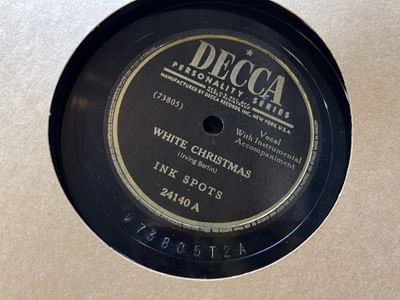 DECCA
PERSONALITY SERIES
MANUFACTURED BY DECCA RECORDS, INC., NEW YORK, U.S.A.
(73805)
Vocal
With Instrumental
Accompaniment
WHITE CHRISTMAS
(Irving Berlin)
INK SPOTS
24140 A
73805T2A